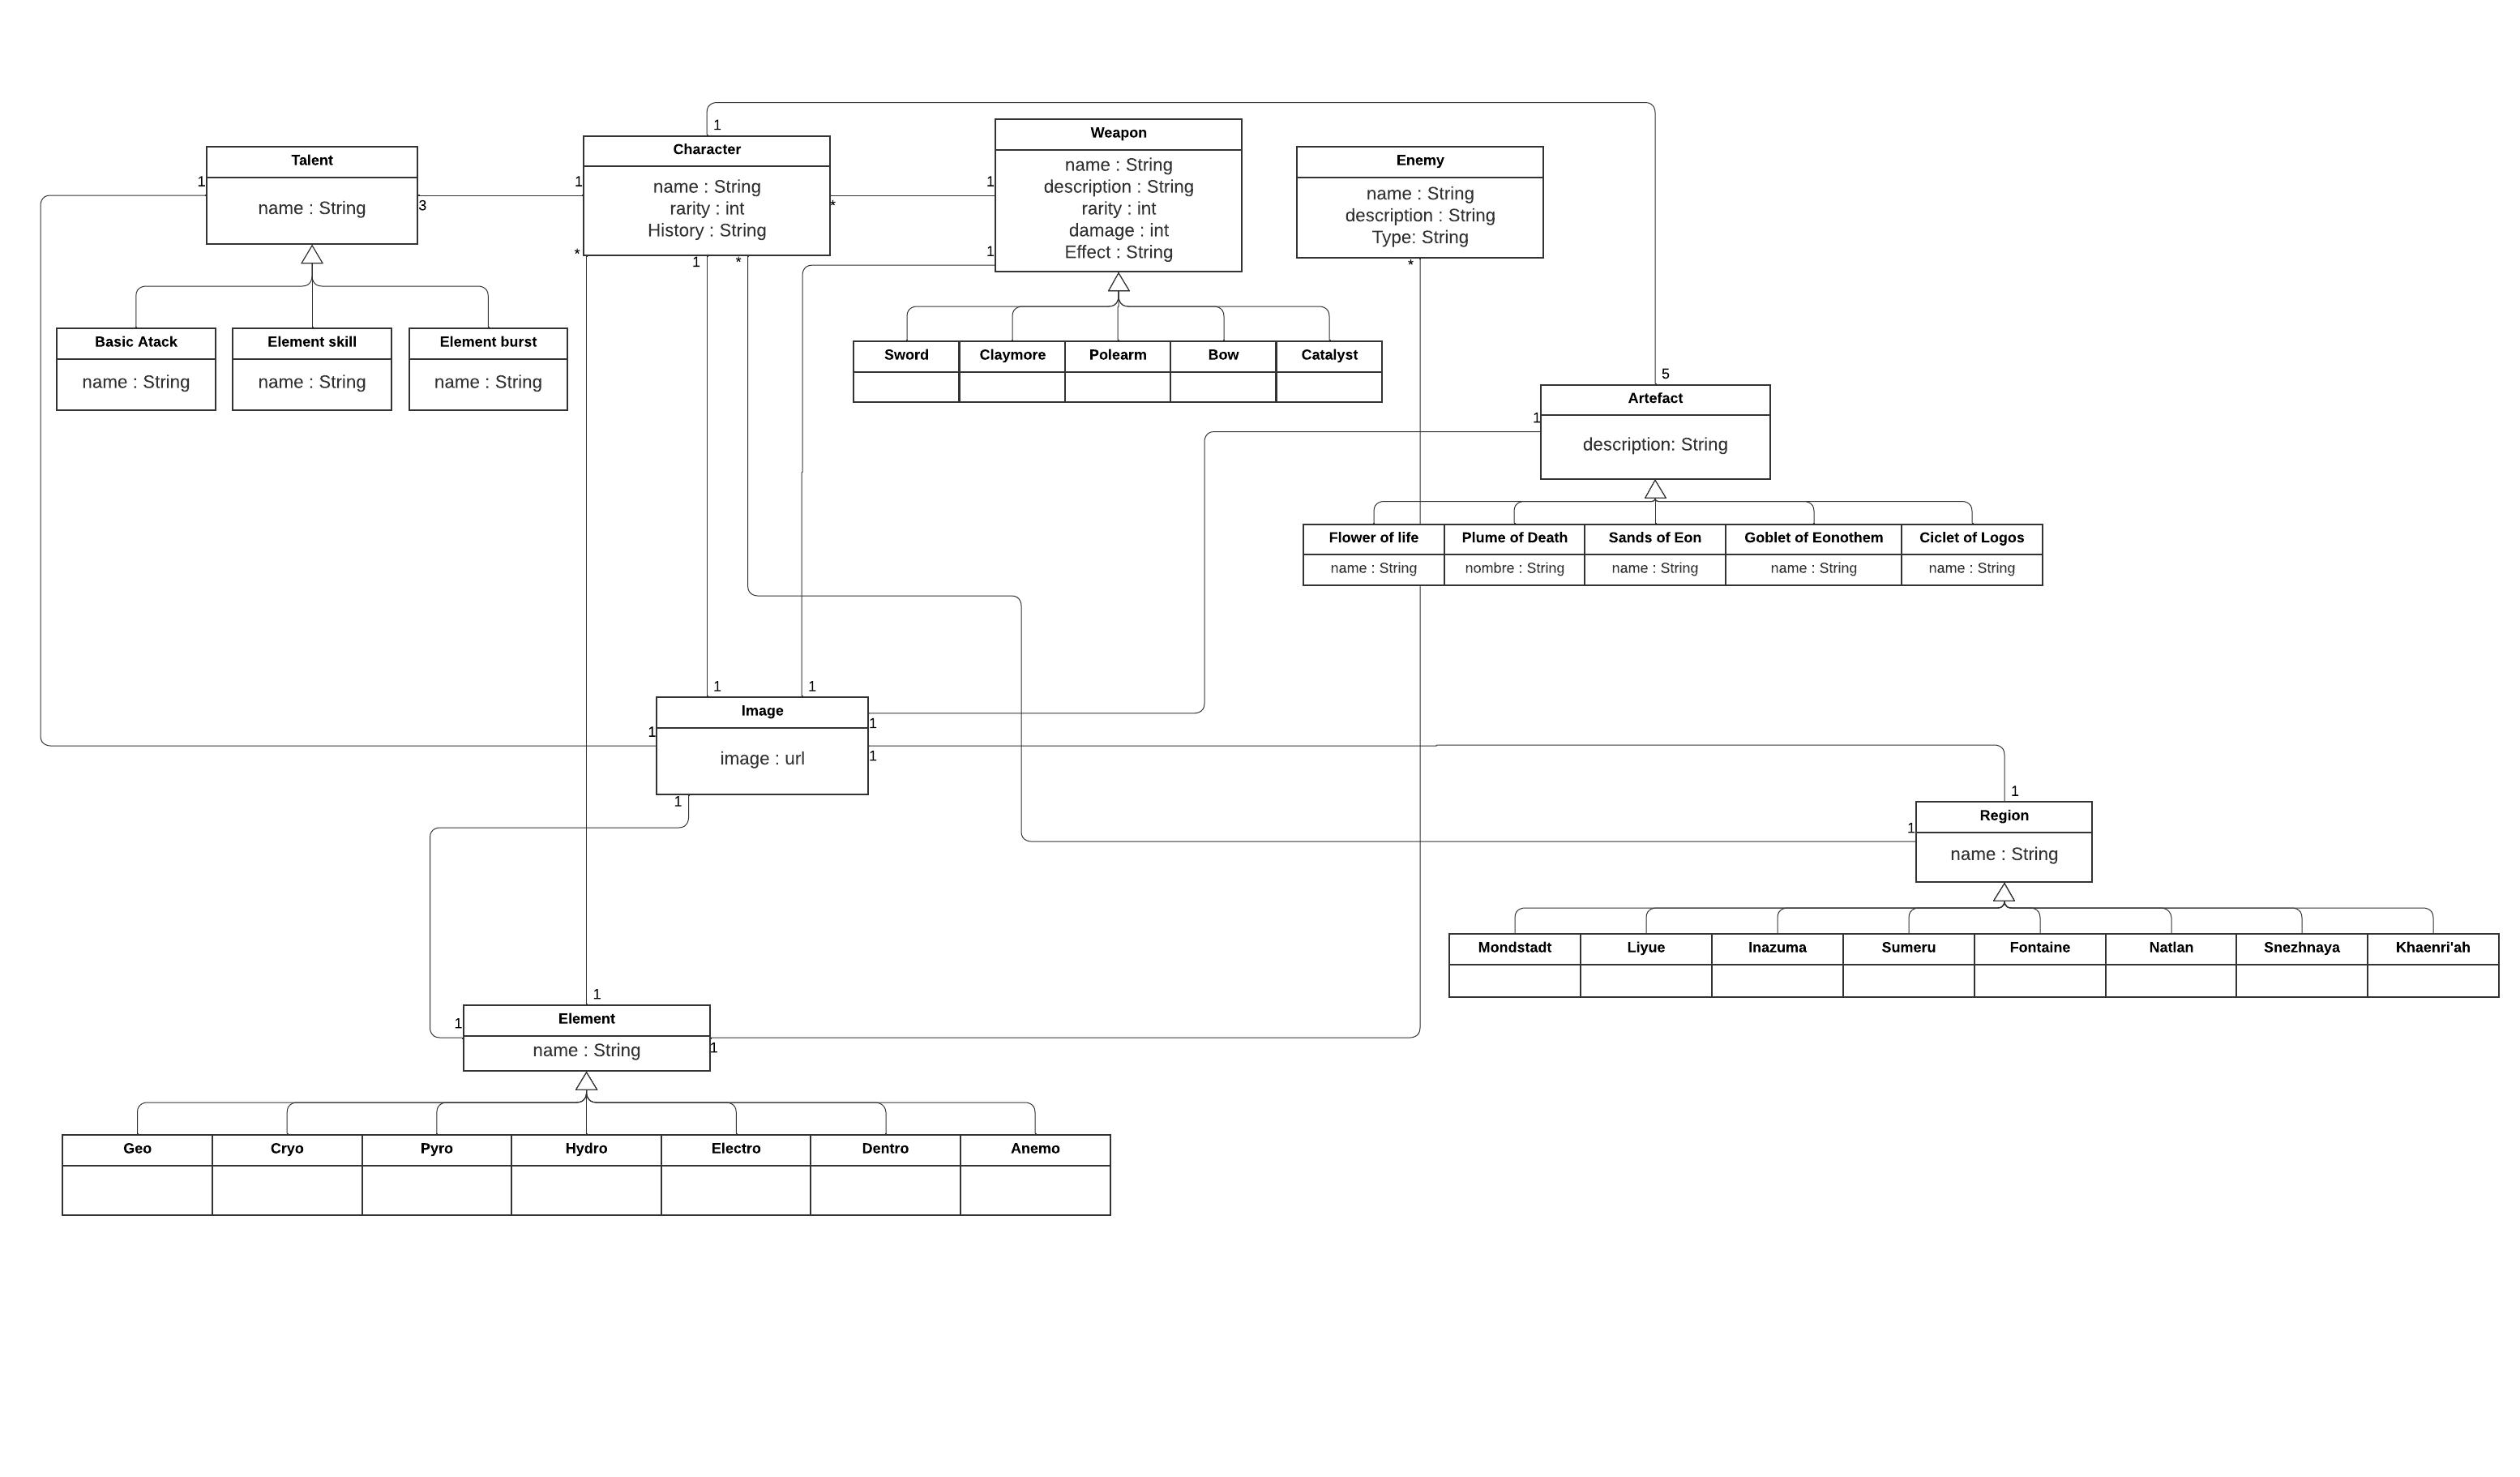 1
Weapon
Character
Talent
Enemy
name : String
description : String
rarity : int
damage : int
Effect : String
name : String
rarity : int
History : String
name : String
name : String
description : String
Type: String
1
3
1
*
1
*
1
*
1
*
Basic Atack
name : String
Element skill
name : String
Element burst
name : String
Sword
Claymore
Polearm
Bow
Catalyst
5
Artefact
description: String
1
Flower of life
name : String
Plume of Death
nombre : String
Sands of Eon
name : String
Goblet of Eonothem
name : String
Ciclet of Logos
name : String
1
1
Image
image : url
1
1
1
1
1
Region
name : String
1
Mondstadt
Liyue
Inazuma
Sumeru
Fontaine
Natlan
Snezhnaya
Khaenri'ah
1
Element
name : String
1
1
Geo
Cryo
Pyro
Hydro
Electro
Dentro
Anemo